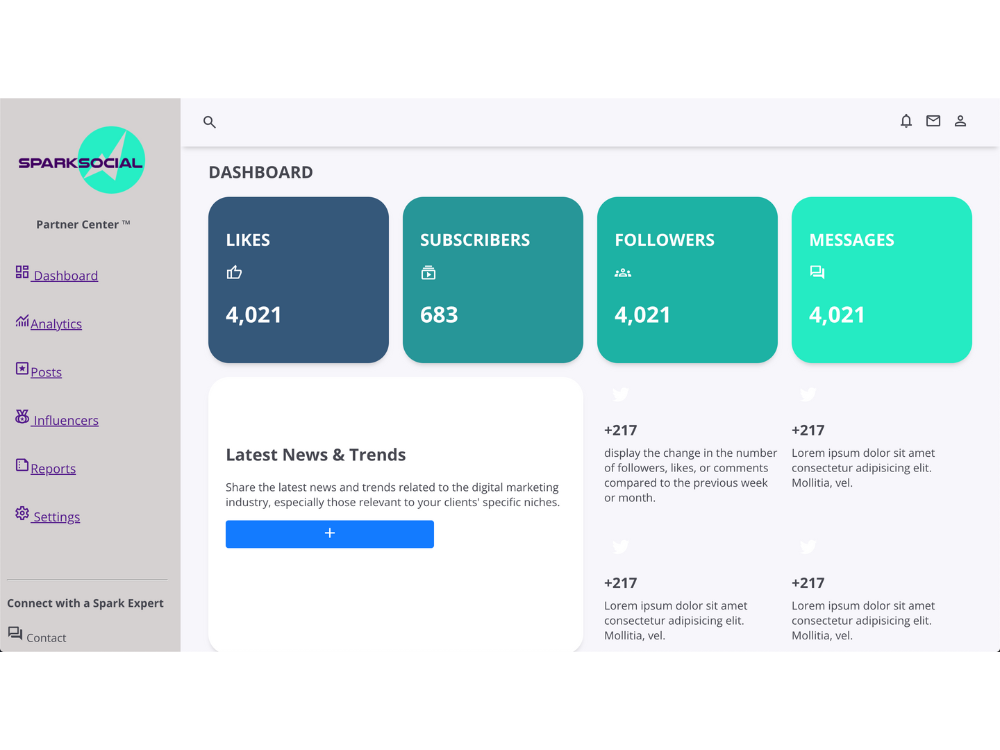 SPARKSOCIAL
Partner Center ™
Dashboard
Analytics
Posts
Influencers
Reports
Settings
Connect with a Spark Expert
Contact
DASHBOARD
LIKES
4,021
SUBSCRIBERS
683
FOLLOWERS
4,021
MESSAGES
4,021
Latest News & Trends
Share the latest news and trends related to the digital marketing
industry, especially those relevant to your clients' specific niches.
+
+217
display the change in the number
of followers, likes, or comments
compared to the previous week
or month.
+217
Lorem ipsum dolor sit amet
consectetur adipisicing elit.
Mollitia, vel.
+217
Lorem ipsum dolor sit amet
consectetur adipisicing elit.
Mollitia, vel.
+217
Lorem ipsum dolor sit amet
consectetur adipisicing elit.
Mollitia, vel.